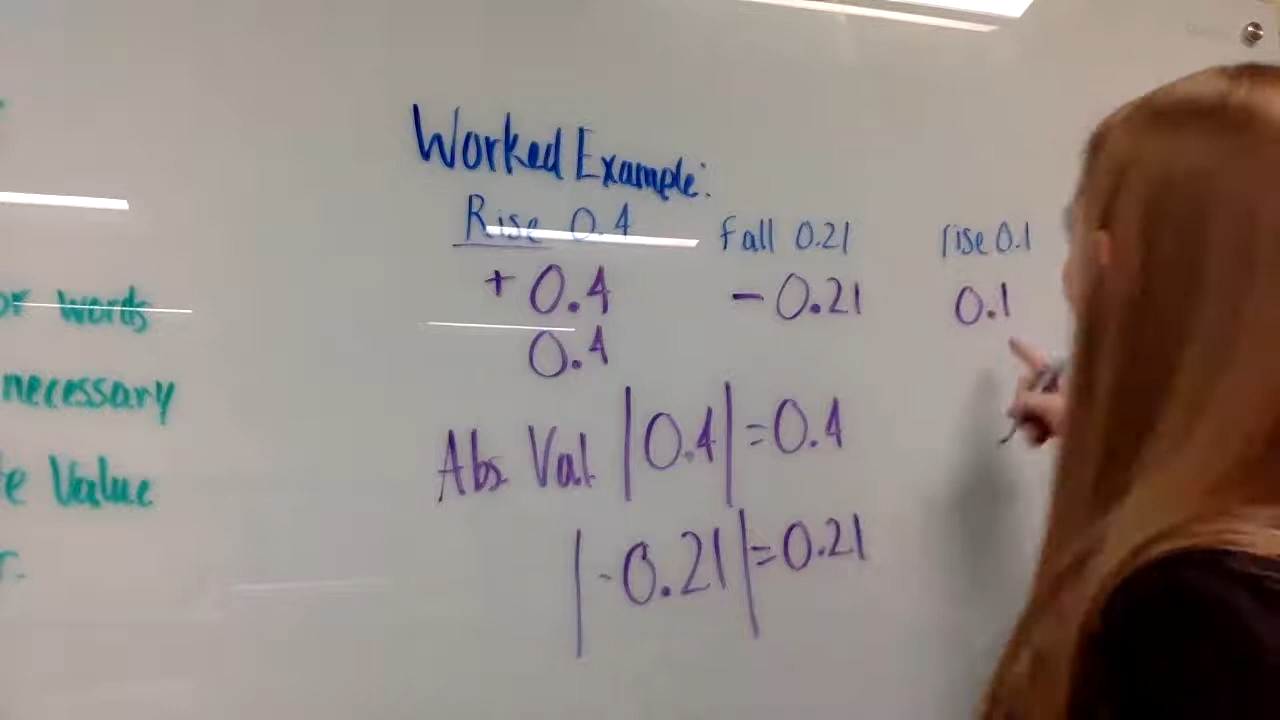 or words
necessary
Value
r.
Worked Example:
Rise 0.4 fall 0.21 rise 0.1
+ 0.4 - 0.21 0.1
0.4
Abs Val |0.4| = 0.4
|-0.21| = 0.21